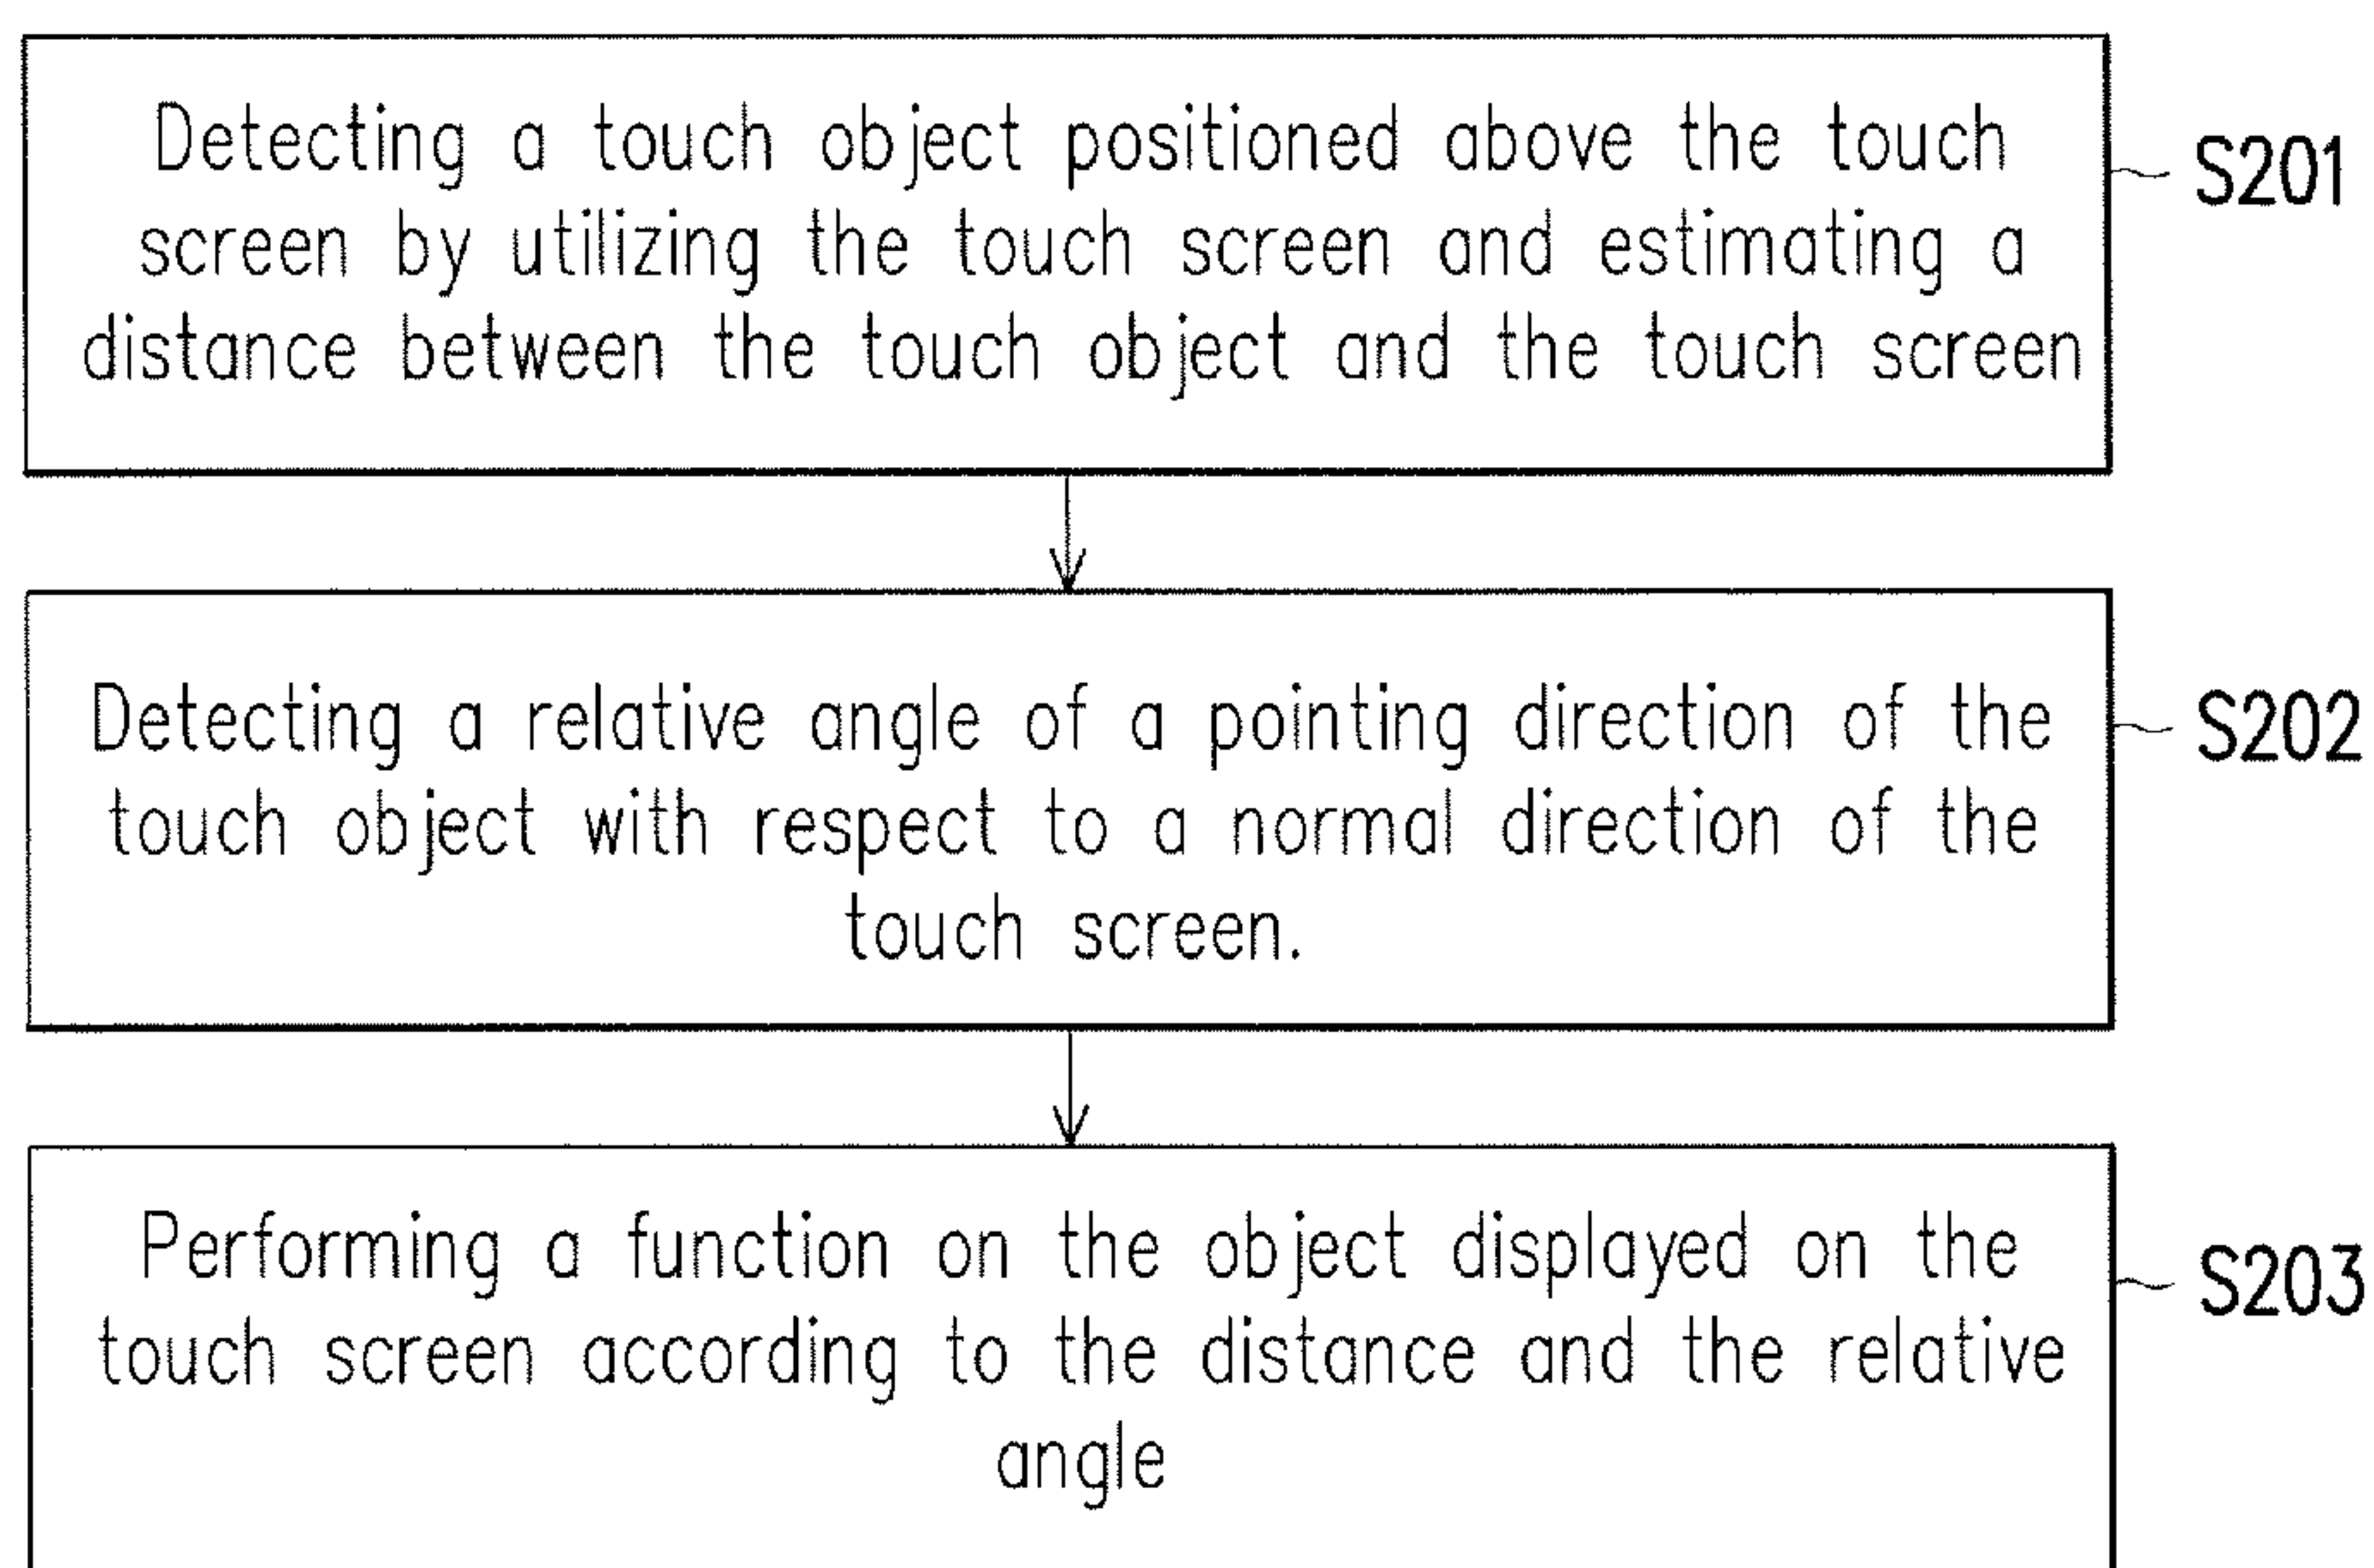 Detecting a touch object positioned above the touch
screen by utilizing the touch screen and estimating a
distance between the touch object and the touch screen
S201
Detecting a relative angle of a pointing direction of the
touch object with respect to a normal direction of the
touch screen.
S202
Performing a function on the object displayed on the
touch screen according to the distance and the relative
angle
S203